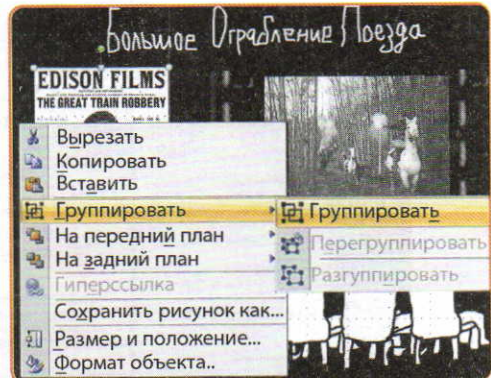 Большое Ограбление Поезда
EDISON FILMS
THE GREAT TRAIN ROBBERY
Вырезать
Копировать
Вставить
Группировать
Группировать
На передний план
Перегруппировать
На задний план
Разгуппировать
Гиперссылка
Сохранить рисунок как...
Размер и положение...
Формат объекта..